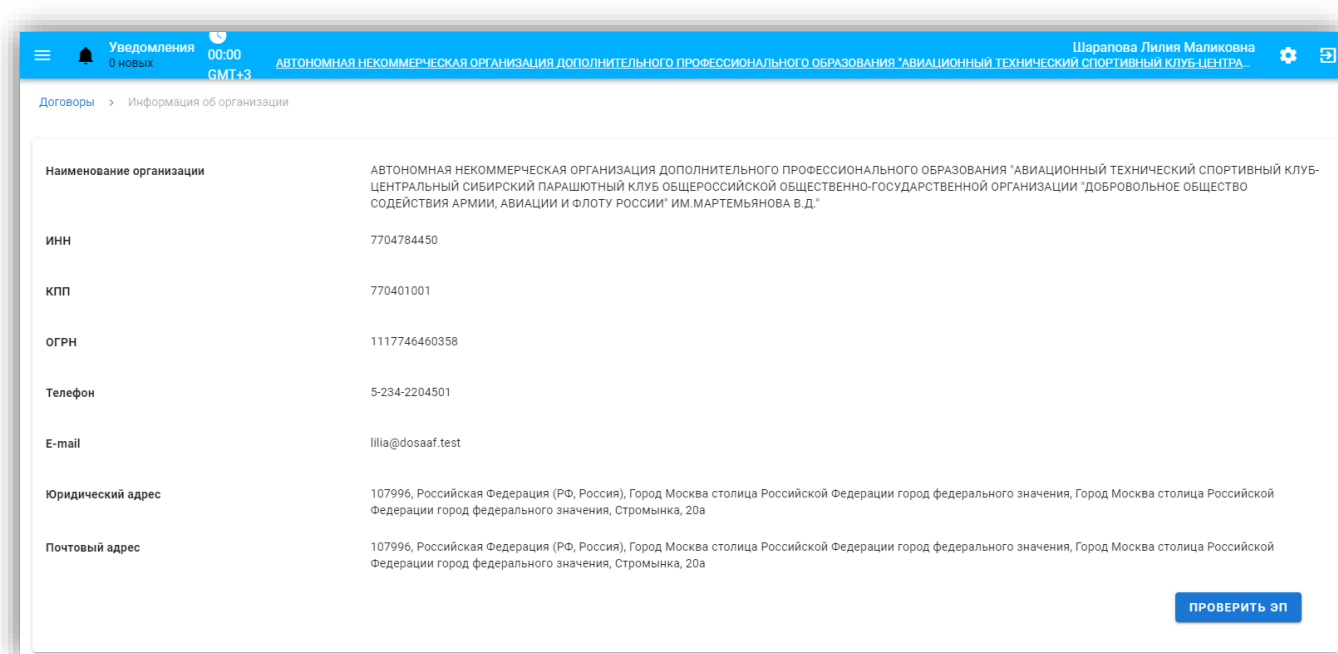 Уведомления
0 новых
00:00
GMT+3
АВТОНОМНАЯ НЕКОММЕРЧЕСКАЯ ОРГАНИЗАЦИЯ ДОПОЛНИТЕЛЬНОГО ПРОФЕССИОНАЛЬНОГО ОБРАЗОВАНИЯ "АВИАЦИОННЫЙ ТЕХНИЧЕСКИЙ СПОРТИВНЫЙ КЛУБ-ЦЕНТРА...
Шарапова Лилия Маликовна
Договоры > Информация об организации
Наименование организации
АВТОНОМНАЯ НЕКОММЕРЧЕСКАЯ ОРГАНИЗАЦИЯ ДОПОЛНИТЕЛЬНОГО ПРОФЕССИОНАЛЬНОГО ОБРАЗОВАНИЯ "АВИАЦИОННЫЙ ТЕХНИЧЕСКИЙ СПОРТИВНЫЙ КЛУБ-
ЦЕНТРАЛЬНЫЙ СИБИРСКИЙ ПАРАШЮТНЫЙ КЛУБ ОБЩЕРОССИЙСКОЙ ОБЩЕСТВЕННО-ГОСУДАРСТВЕННОЙ ОРГАНИЗАЦИИ "ДОБРОВОЛЬНОЕ ОБЩЕСТВО
СОДЕЙСТВИЯ АРМИИ, АВИАЦИИ И ФЛОТУ РОССИИ" ИМ.МАРТЕМЬЯНОВА В.Д."
ИНН 7704784450
КПП 770401001
ОГРН 1117746460358
Телефон 5-234-2204501
E-mail lilia@dosaaf.test
Юридический адрес
107996, Российская Федерация (РФ, Россия), Город Москва столица Российской Федерации город федерального значения, Город Москва столица Российской
Федерации город федерального значения, Стромынка, 20а
Почтовый адрес
107996, Российская Федерация (РФ, Россия), Город Москва столица Российской Федерации город федерального значения, Город Москва столица Российской
Федерации город федерального значения, Стромынка, 20а
ПРОВЕРИТЬ ЭП